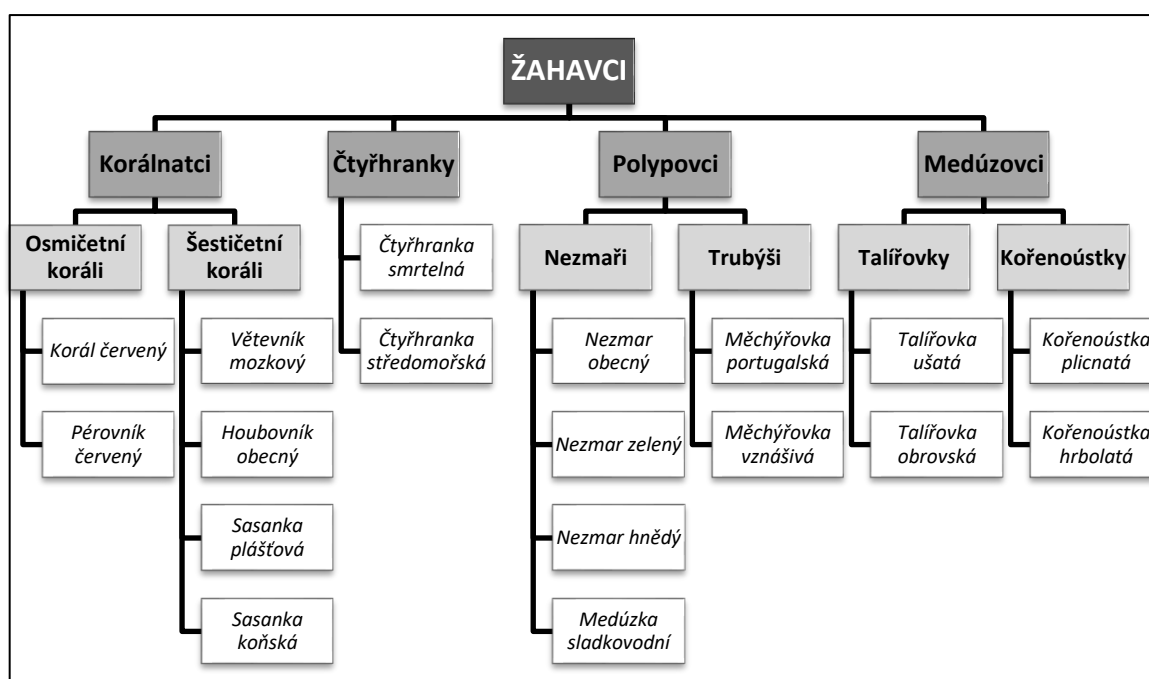 ŽAHAVCI
Korálnatci
Čtyřhranky
Polypovci
Medúzovci
Osmičetní
koráli
Šestičetní
koráli
Čtyřhranka
smrtelná
Čtyřhranka
středomořská
Nezmaři
Trubýši
Talířovky
Kořenoústky
Korál červený
Pérovník
červený
Větevník
mozkový
Houbovník
obecný
Sasanka
plášťová
Sasanka
koňská
Nezmar
obecný
Nezmar zelený
Nezmar hnědý
Medúzka
sladkovodní
Měchýřovka
portugalská
Měchýřovka
vznášivá
Talířovka
ušatá
Talířovka
obrovská
Kořenoústka
plicnatá
Kořenoústka
hrbolatá